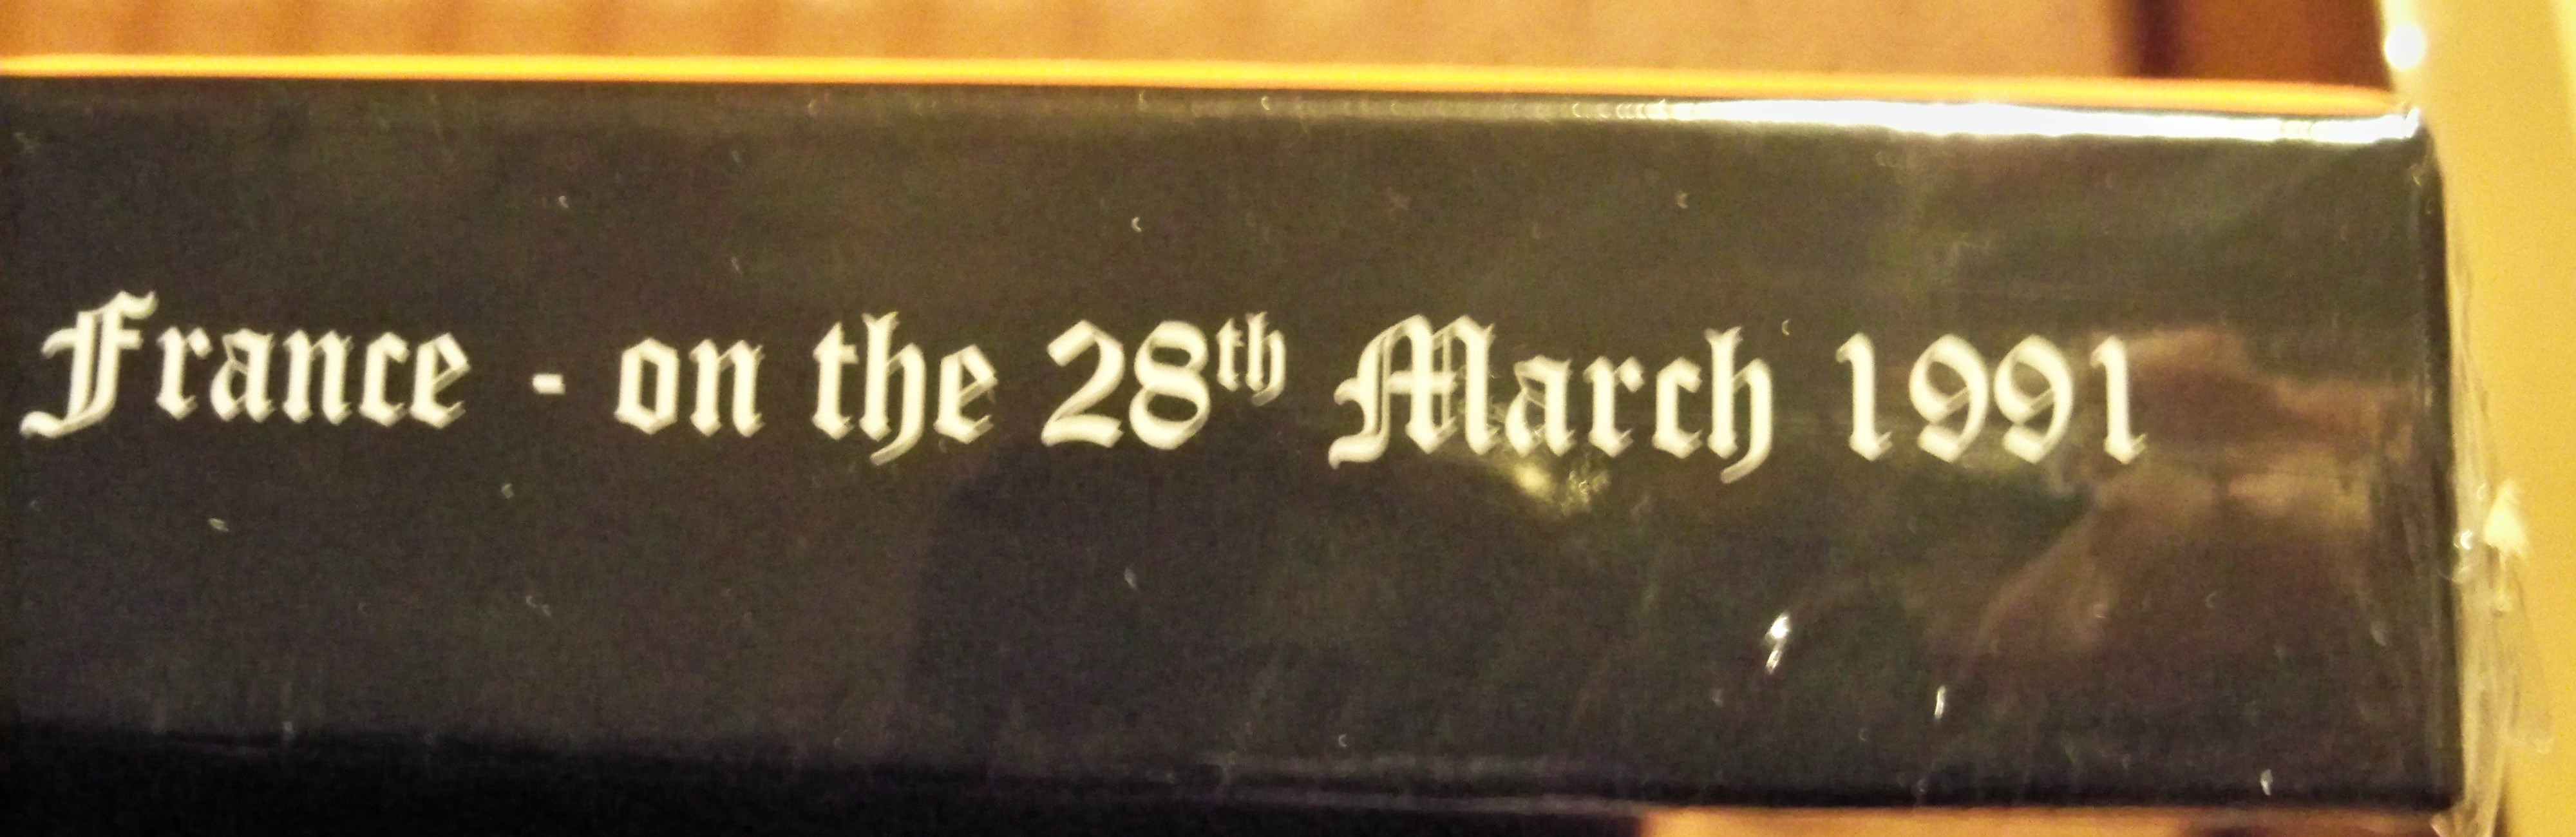 France - on the 28th March 1991